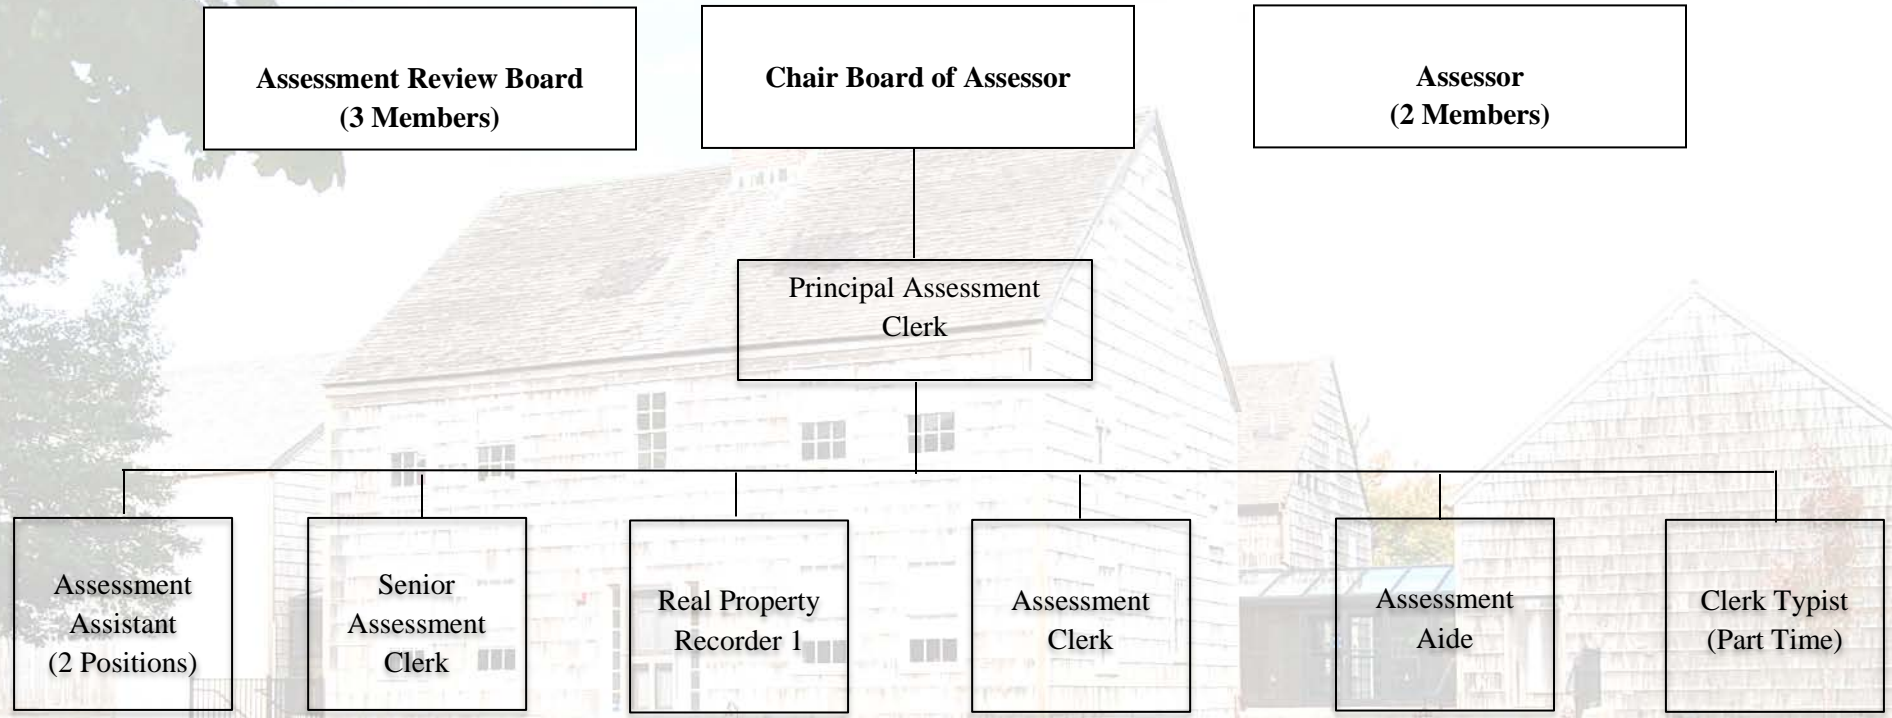 Assessment Review Board
(3 Members)
Chair Board of Assessor
Assessor
(2 Members)
Principal Assessment
Clerk
Assessment
Assistant
(2 Positions)
Senior
Assessment
Clerk
Real Property
Recorder 1
Assessment
Clerk
Assessment
Aide
Clerk Typist
(Part Time)